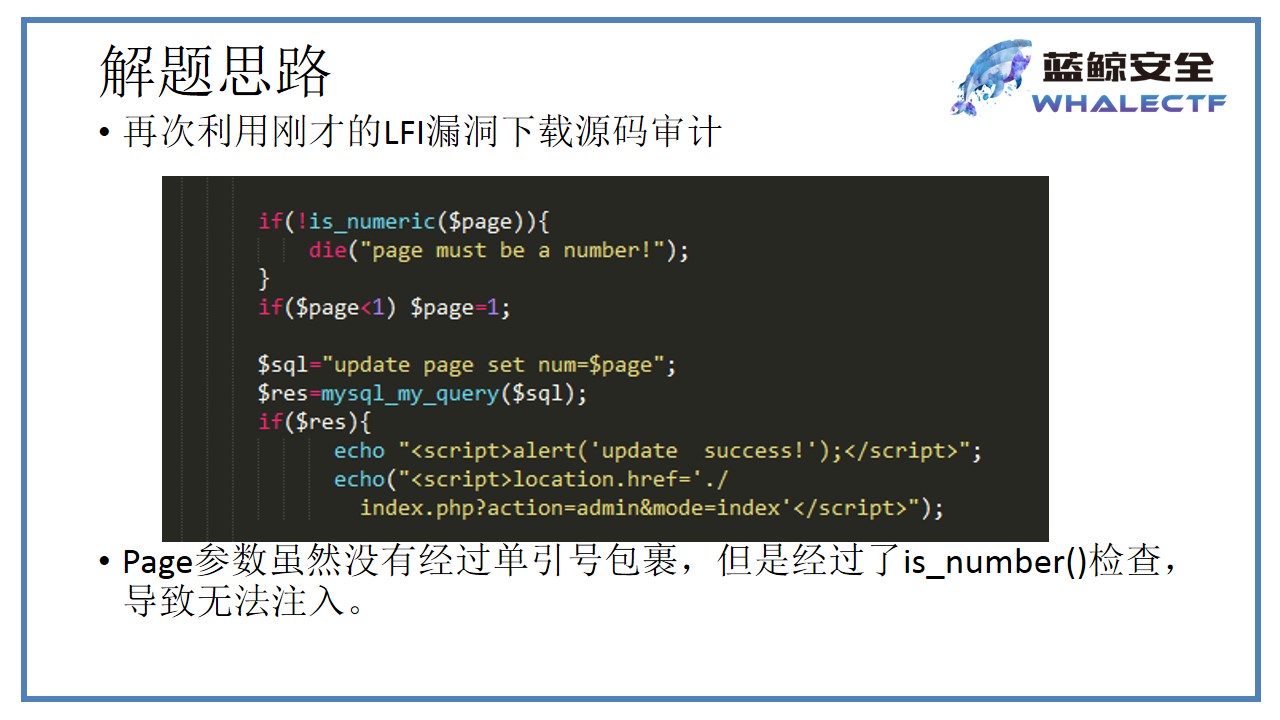 解题思路
蓝鲸安全
WHALECTF
• 再次利用刚才的LFI漏洞下载源码审计
if(!is_numeric($page)){
die("page must be a number!");
}
if($page<1) $page=1;
$sql="update page set num=$page";
$res=mysql_my_query($sql);
if($res){
echo "<script>alert('update  success!');</script>";
echo("<script>location.href='./
index.php?action=admin&mode=index'</script>");
• Page参数虽然没有经过单引号包裹，但是经过了is_number()检查，
导致无法注入。